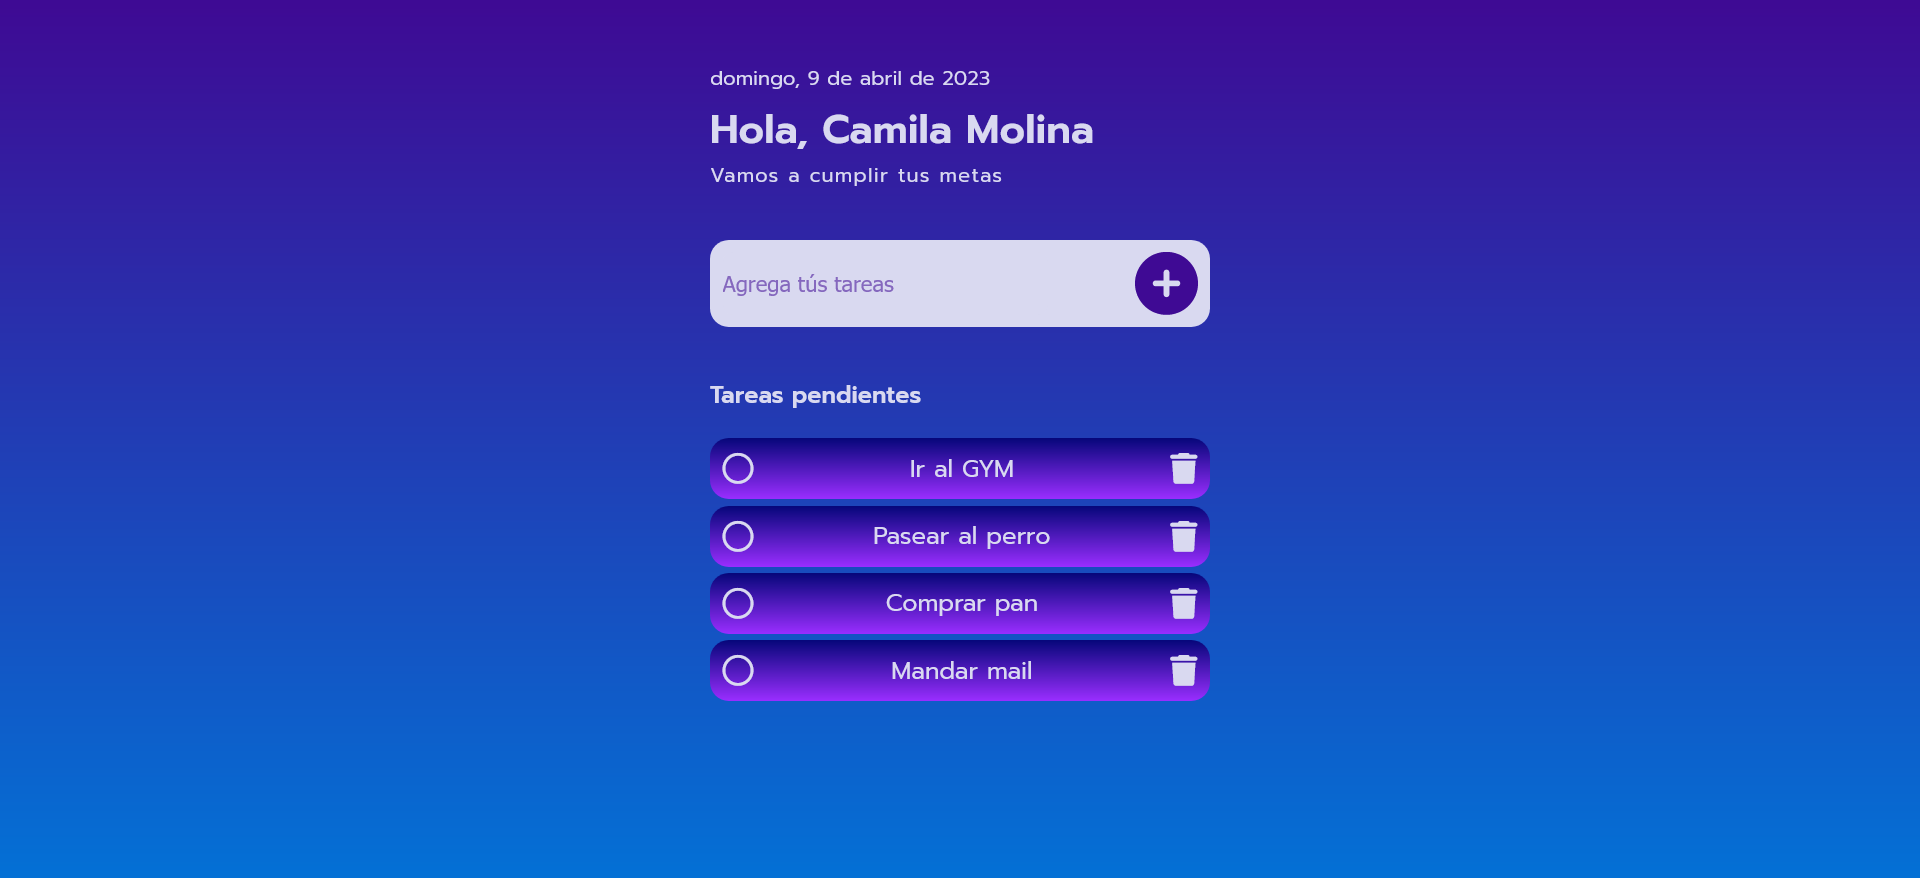 domingo, 9 de abril de 2023
Hola, Camila Molina
Vamos a cumplir tus metas
Agrega tús tareas
Tareas pendientes
Ir al GYM
Pasear al perro
Comprar pan
Mandar mail